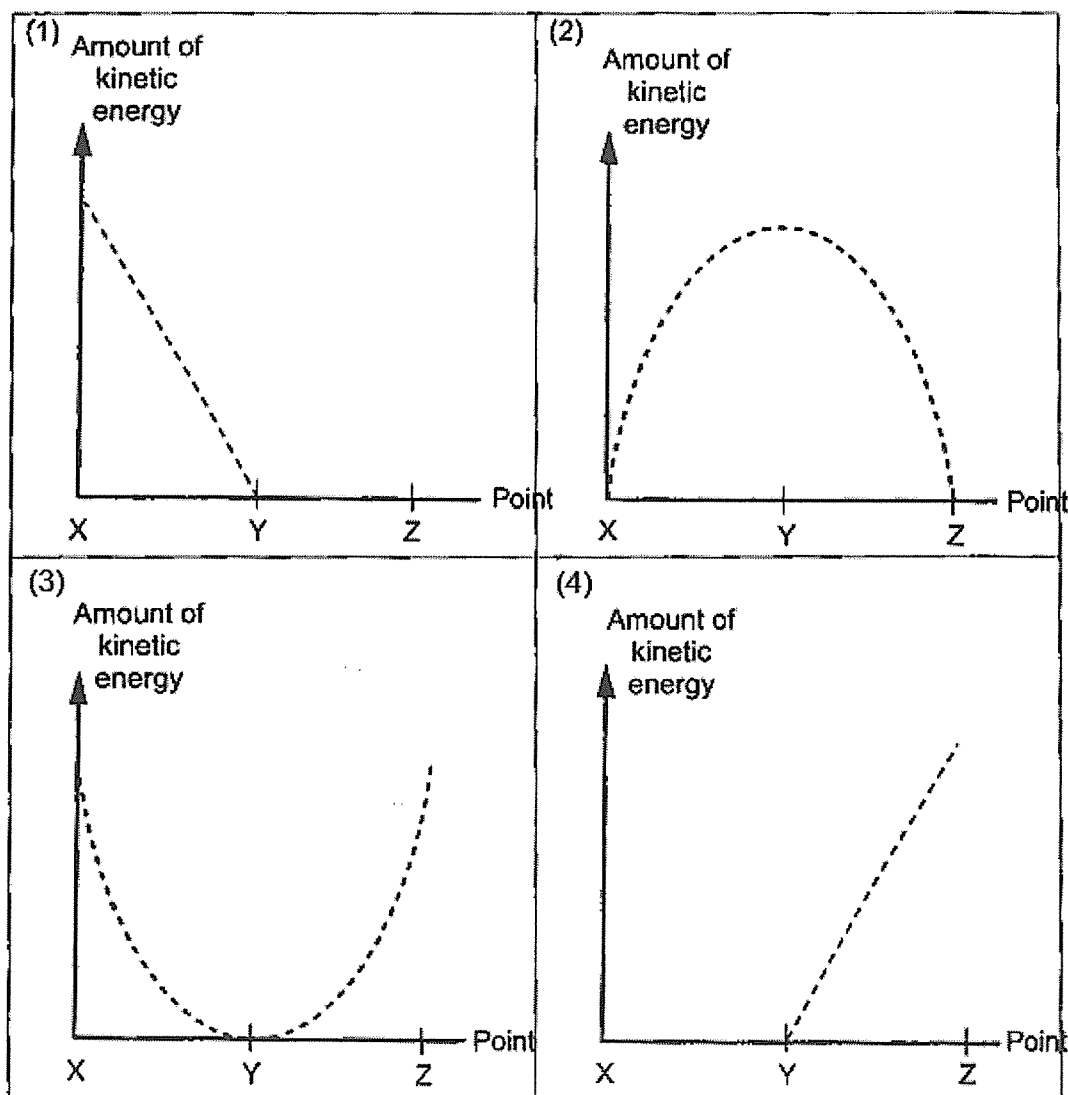 (1)
Amount of
kinetic
energy
Point
X Y Z
(2)
Amount of
kinetic
energy
Point
X Y Z
(3)
Amount of
kinetic
energy
Point
X Y Z
(4)
Amount of
kinetic
energy
Point
X Y Z